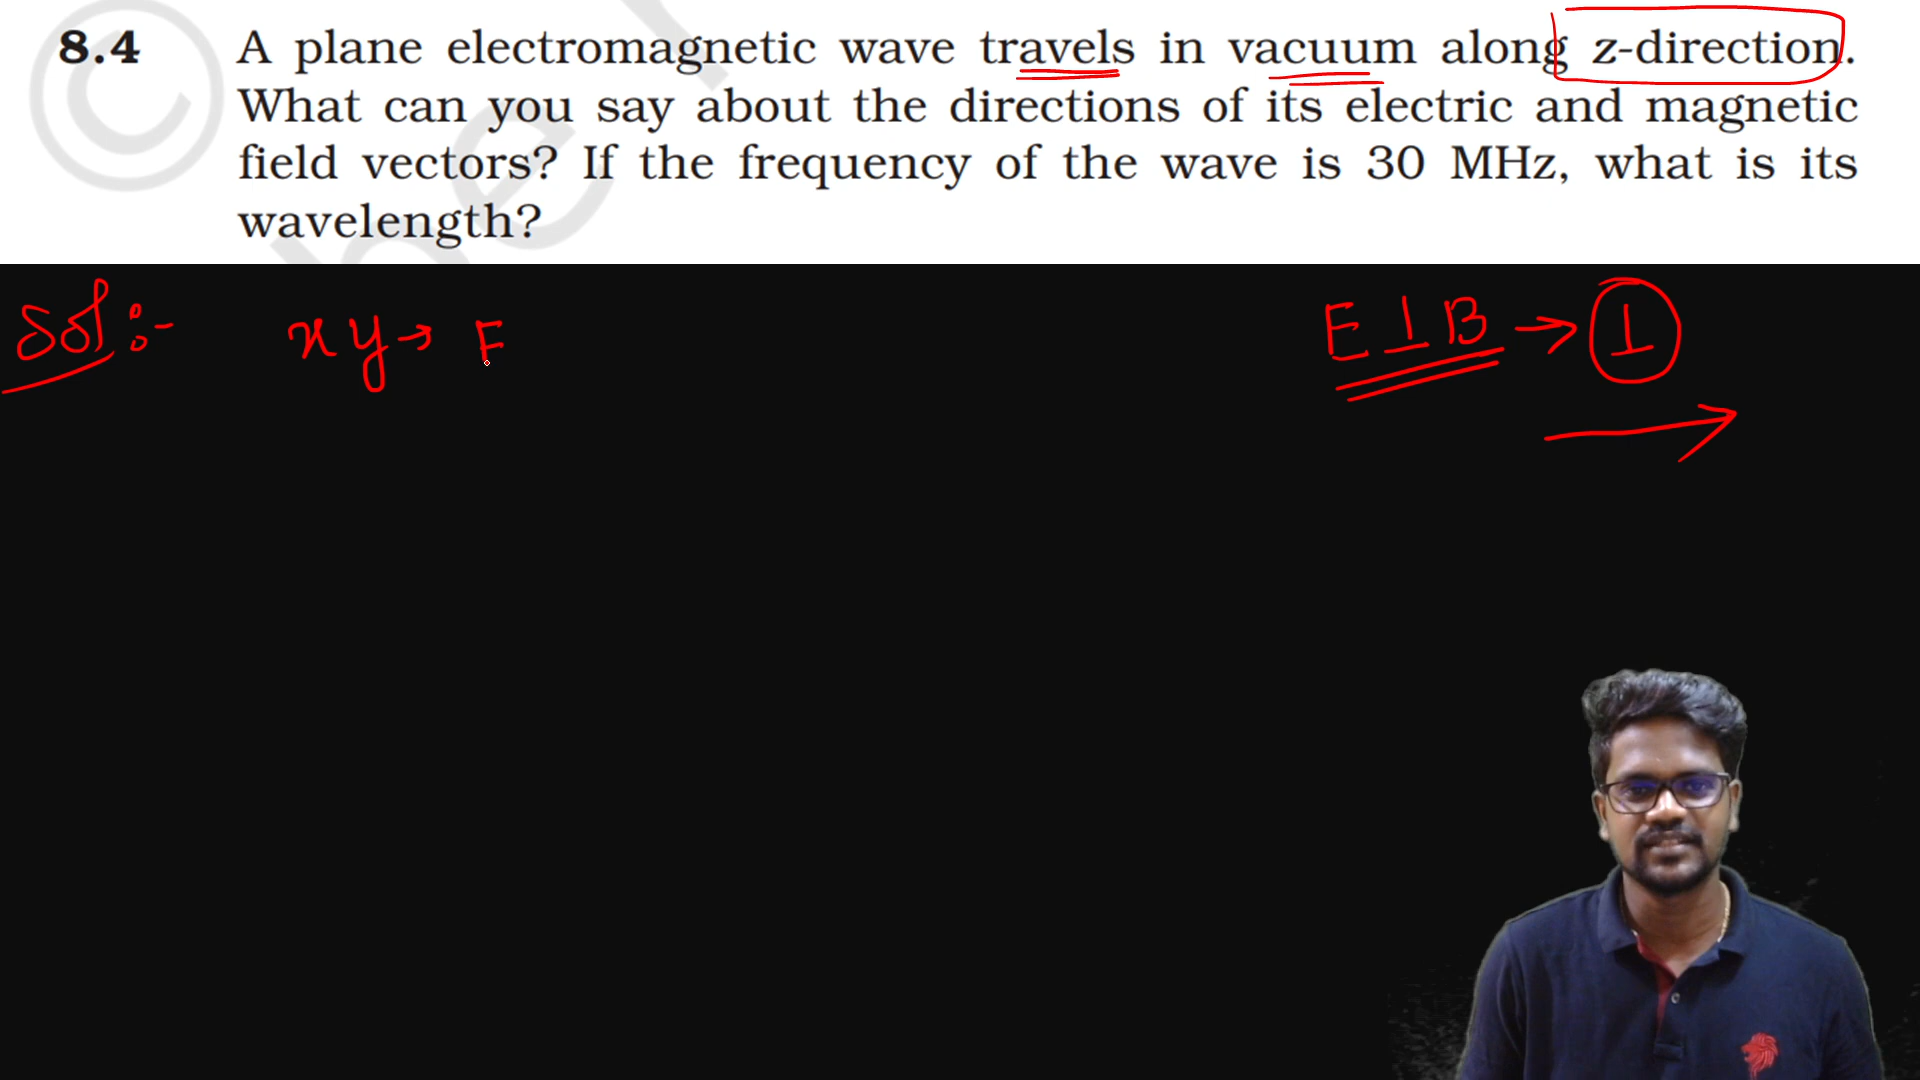 8.4 A plane electromagnetic wave travels in vacuum along z-direction.
What can you say about the directions of its electric and magnetic
field vectors? If the frequency of the wave is 30 MHz, what is its
wavelength?
Sol:- xy→ E E⊥B → ⊥